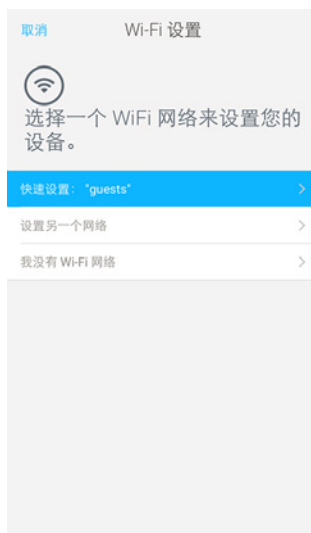 取消 Wi-Fi 设置
选择一个 WiFi 网络来设置您的
设备。
快速设置： "guests"
设置另一个网络
我没有 Wi-Fi 网络